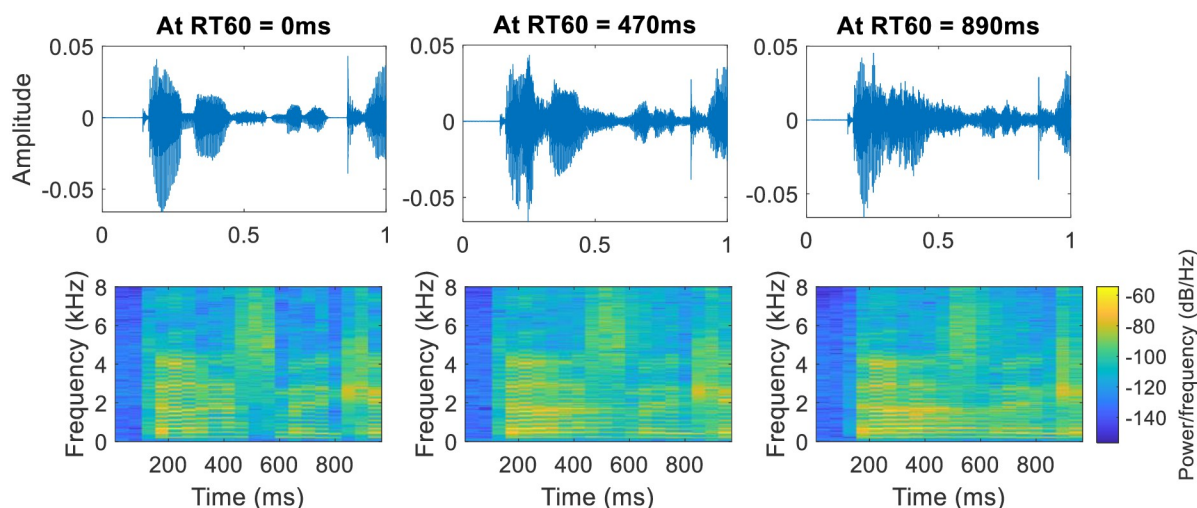 At RT60 = 0ms
At RT60 = 470ms
At RT60 = 890ms
Amplitude
0.05
0
-0.05
0 0.5 1
0.05
0
-0.05
0 0.5 1
0.05
0
-0.05
0 0.5 1
Frequency (kHz)
8
6
4
2
0
200 400 600 800
Time (ms)
Frequency (kHz)
8
6
4
2
0
200 400 600 800
Time (ms)
Frequency (kHz)
8
6
4
2
0
200 400 600 800
Time (ms)
-60
-80
-100
-120
-140
Power/frequency (dB/Hz)